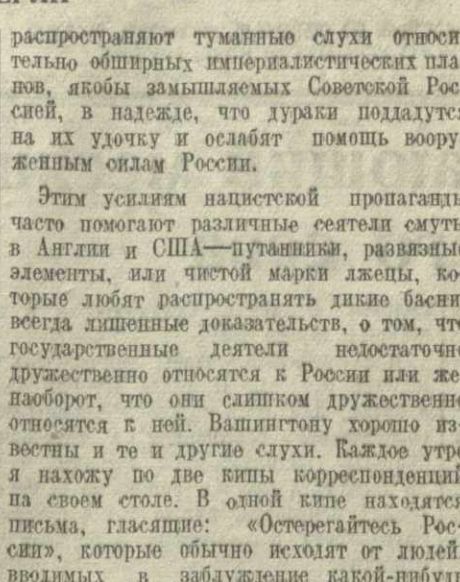 распространяют туманные слухи относи
тельно обширных империалистических пла
нов, якобы замышляемых Советской Рос
сией, в надежде, что дураки поддадутс
на их удочку и ослабят помощь воору
женным силам России.
Этим усилиям нацистской пропаганды
часто помогают различные сеятели смуты
в Англии и США—путанники, развязные
элементы, или чистой марки лжецы, ко
торые любят распространять дикие басни
всегда лишенные доказательств, о том, что
государственные деятели недостаточно
дружественно относятся к России или же
наоборот, что они слишком дружественно
относятся к ней. Вашингтону хорошо из
вестны и те и другие слухи. Каждое утро
я нахожу по две кипы корреспонденций
на своем столе. В одной кипе находятся
письма, гласящие: «Остерегайтесь Рос
сии», которые обычно исходят от людей
вводимых в заблуждение какой-нибудь